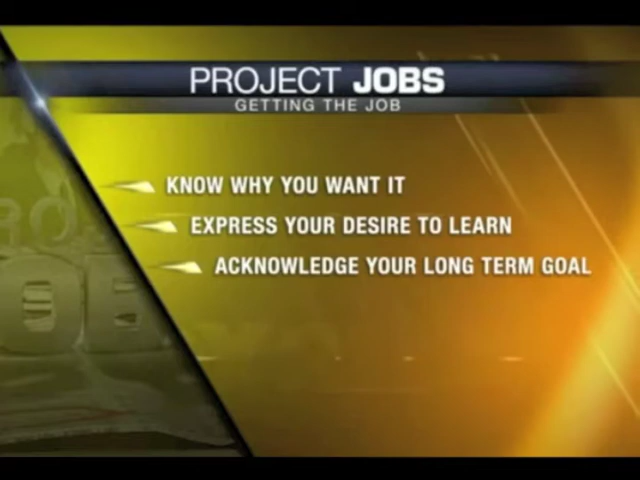 PROJECT JOBS
GETTING THE JOB
KNOW WHY YOU WANT IT
EXPRESS YOUR DESIRE TO LEARN
ACKNOWLEDGE YOUR LONG TERM GOAL